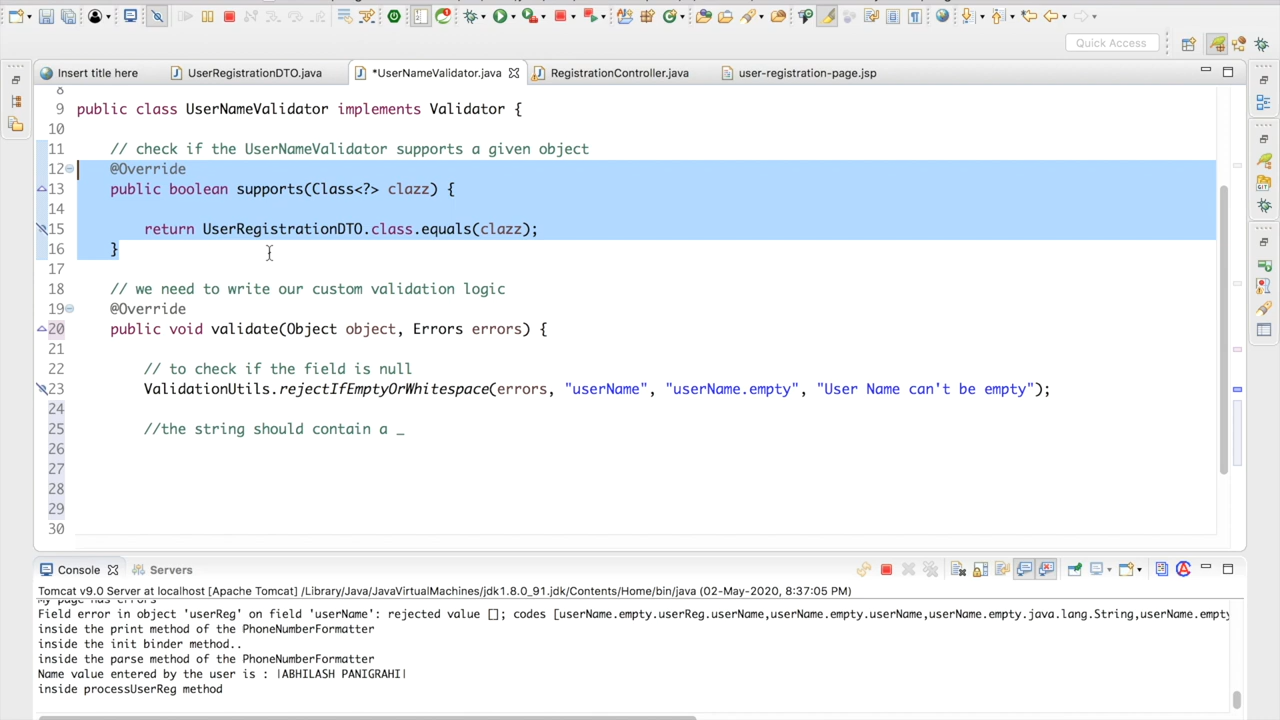 Quick Access
Insert title here
UserRegistrationDTO.java
*UserNameValidator.java
RegistrationController.java
user-registration-page.jsp
8
9 public class UserNameValidator implements Validator {
10
11 // check if the UserNameValidator supports a given object
12 @Override
13 public boolean supports(Class<?> clazz) {
14
15 return UserRegistrationDTO.class.equals(clazz);
16 }
17
18 // we need to write our custom validation logic
19 @Override
20 public void validate(Object object, Errors errors) {
21
22 // to check if the field is null
23 ValidationUtils.rejectIfEmptyOrWhitespace(errors, "userName", "userName.empty", "User Name can't be empty");
24
25 //the string should contain a _
26
27
28
29
30
Console
Servers
Tomcat v9.0 Server at localhost [Apache Tomcat] /Library/Java/JavaVirtualMachines/jdk1.8.0_91.jdk/Contents/Home/bin/java (02-May-2020, 8:37:05 PM)
My page has errors
Field error in object 'userReg' on field 'userName': rejected value []; codes [userName.empty.userReg.userName,userName.empty.userName,userName.empty.java.lang.String,userName.empty
inside the print method of the PhoneNumberFormatter
inside the init binder method..
inside the parse method of the PhoneNumberFormatter
Name value entered by the user is : |ABHILASH PANIGRAHI|
inside processUserReg method